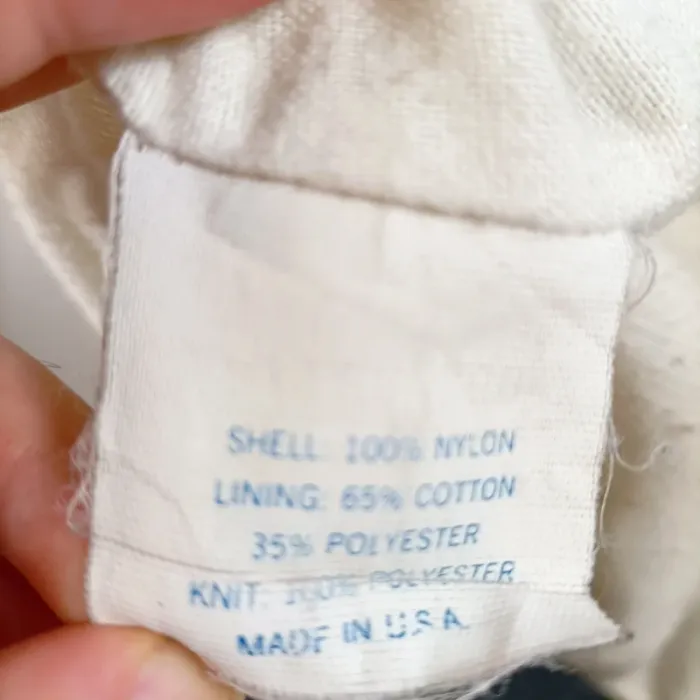 SHELL: 100% NYLON
LINING: 65% COTTON
35% POLYESTER
KNIT: 100% POLYESTER
MADE IN U.S.A.